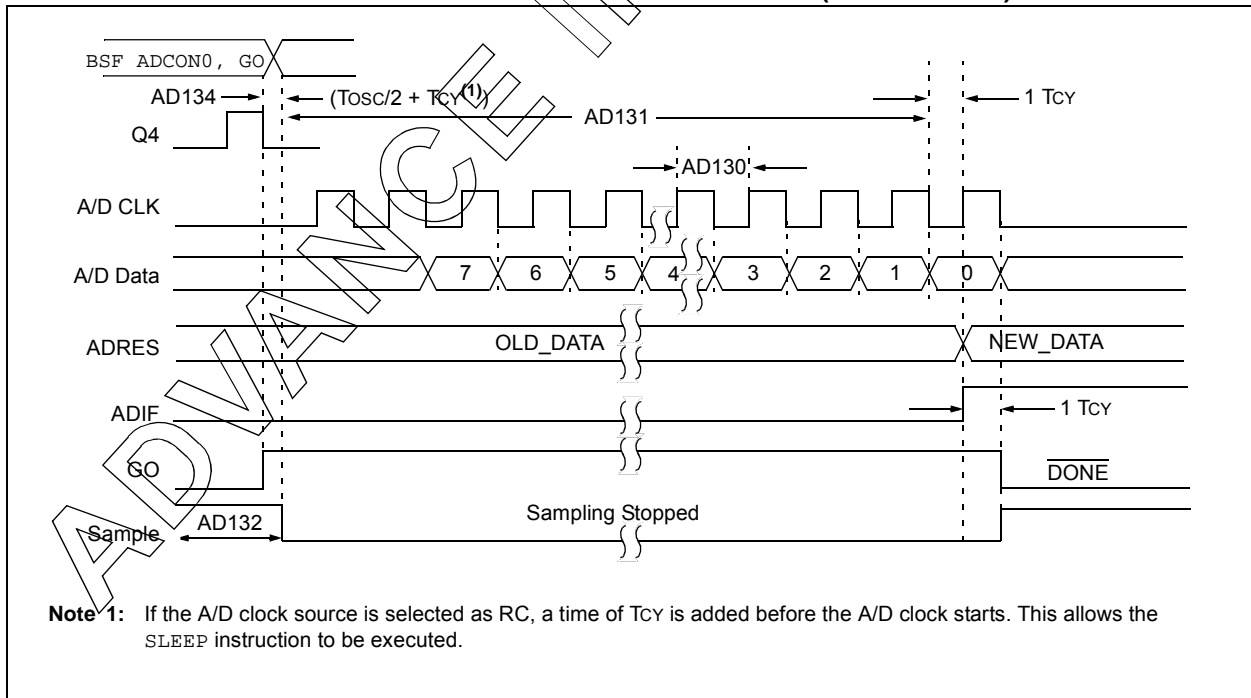 BSF ADCON0, GO
AD134
(TOSC/2 + TCY(1))
1 TCY
AD131
Q4
AD130
A/D CLK
A/D Data
7 6 5 4 3 2 1 0
ADRES
OLD_DATA
NEW_DATA
ADIF
1 TCY
GO
DONE
Sample
AD132
Sampling Stopped
Note 1: If the A/D clock source is selected as RC, a time of TCY is added before the A/D clock starts. This allows the
SLEEP instruction to be executed.
ADVANCE